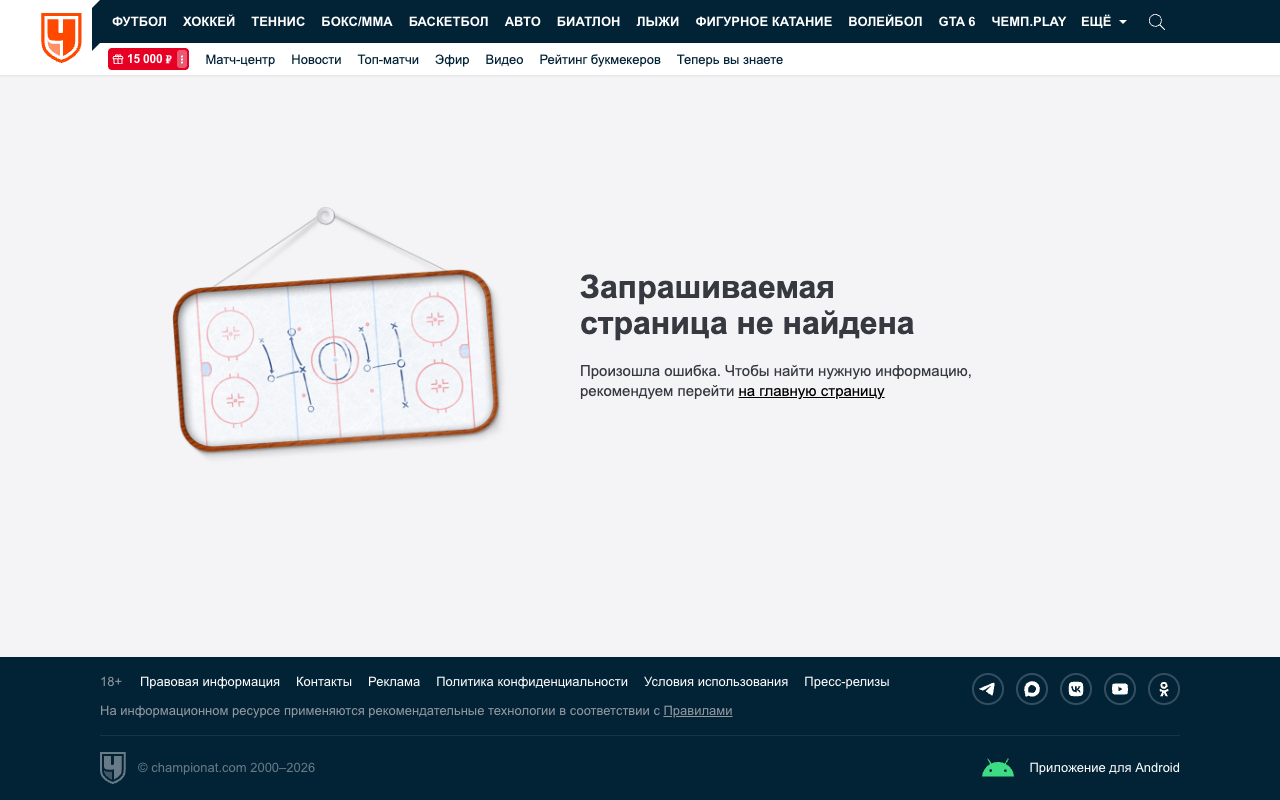 ФУТБОЛ ХОККЕЙ ТЕННИС БОКС/ММА БАСКЕТБОЛ АВТО БИАТЛОН ЛЫЖИ ФИГУРНОЕ КАТАНИЕ ВОЛЕЙБОЛ GTA 6 ЧЕМП.PLAY ЕЩЁ
15 000 ₽ Матч-центр Новости Топ-матчи Эфир Видео Рейтинг букмекеров Теперь вы знаете
404
Запрашиваемая
страница не найдена
Произошла ошибка. Чтобы найти нужную информацию,
рекомендуем перейти на главную страницу
18+ Правовая информация Контакты Реклама Политика конфиденциальности Условия использования Пресс-релизы
На информационном ресурсе применяются рекомендательные технологии в соответствии с Правилами
© championat.com 2000–2026 Приложение для Android